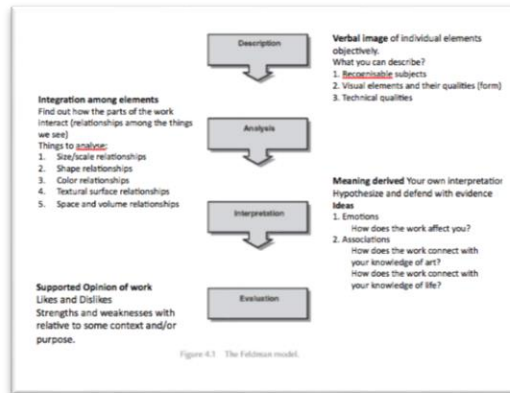 Description
Verbal image of individual elements
objectively.
What you can describe?
1. Recoenisable subjects
2. Visual elements and their qualities (form)
3. Technical qualities
Integration among elements
Find out how the parts of the work
interact (relationships among the things
we see)
Things to analyse:
1. Size/scale relationships
2. Shape relationships
3. Color relationships
4. Textural surface relationships
5. Space and volume relationships
Analysis
Meaning derived Your own interpretation
Hypothesize and defend with evidence
Ideas
1. Emotions
How does the work affect you?
2. Associations
How does the work connect with
your knowledge of art?
How does the work connect with
your knowledge of life?
Interpretation
Supported Opinion of work
Likes and Dislikes
Strengths and weaknesses with
relative to some context and/or
purpose.
Evaluation
Figure 4.1 The Feldman model.